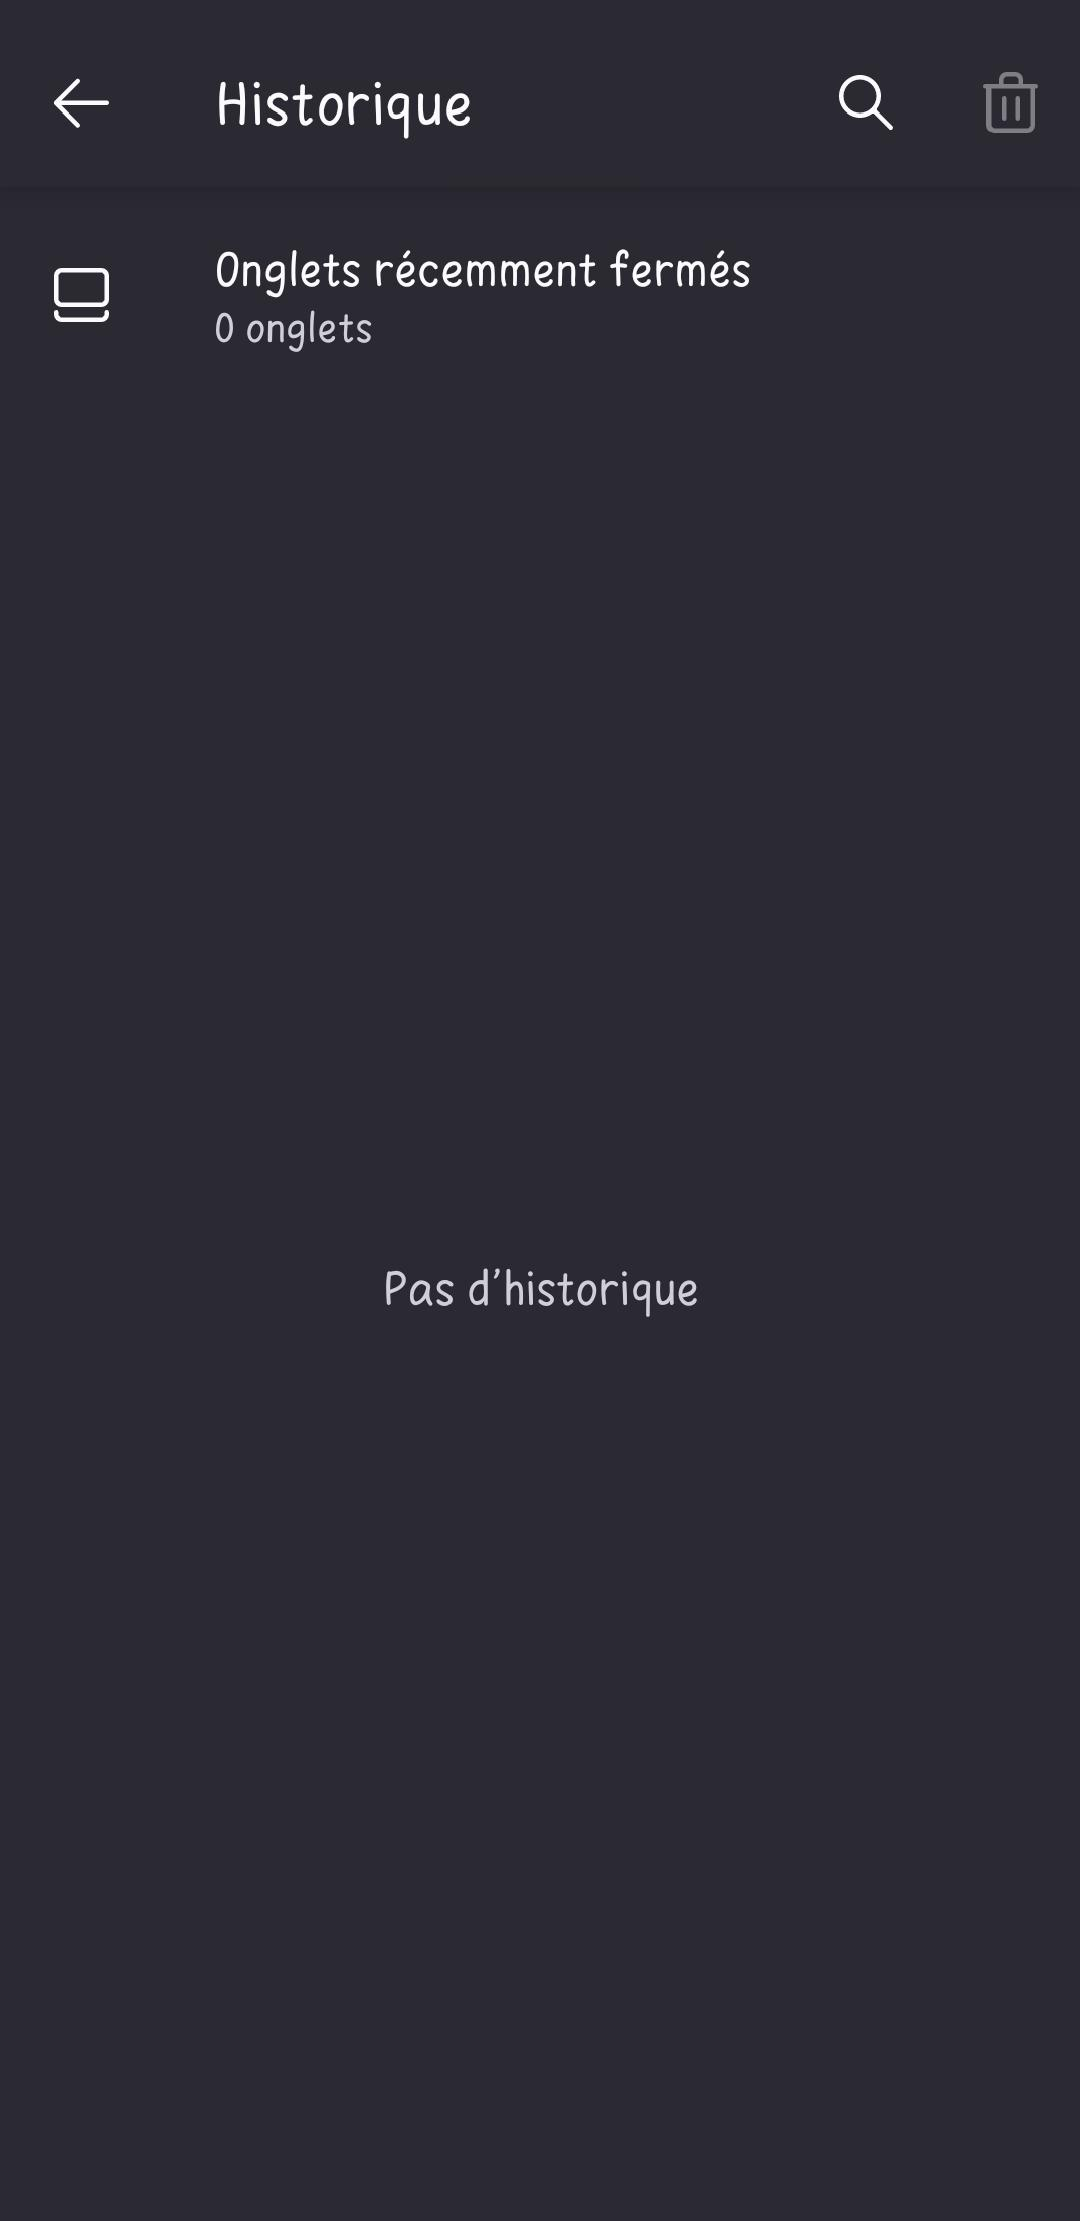 Historique
Onglets récemment fermés
0 onglets
Pas d’historique